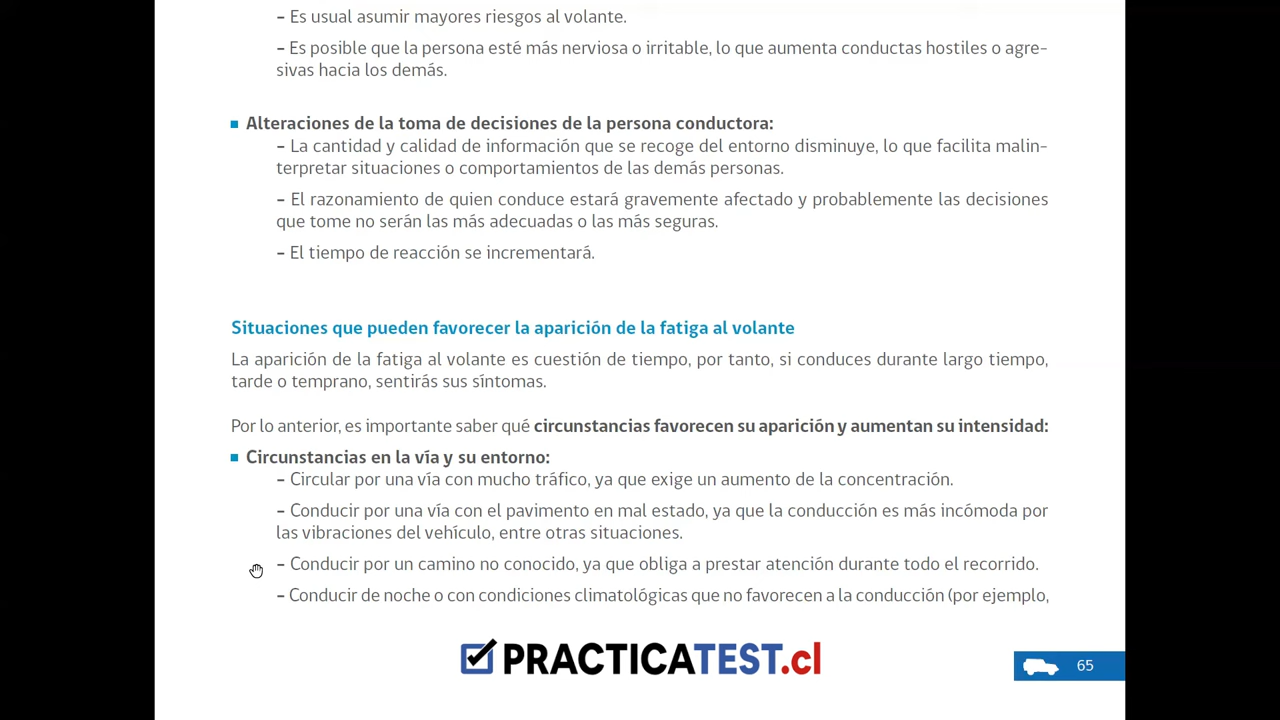 – Es usual asumir mayores riesgos al volante.
– Es posible que la persona esté más nerviosa o irritable, lo que aumenta conductas hostiles o agre-
sivas hacia los demás.
Alteraciones de la toma de decisiones de la persona conductora:
– La cantidad y calidad de información que se recoge del entorno disminuye, lo que facilita malin-
terpretar situaciones o comportamientos de las demás personas.
– El razonamiento de quien conduce estará gravemente afectado y probablemente las decisiones
que tome no serán las más adecuadas o las más seguras.
– El tiempo de reacción se incrementará.
Situaciones que pueden favorecer la aparición de la fatiga al volante
La aparición de la fatiga al volante es cuestión de tiempo, por tanto, si conduces durante largo tiempo,
tarde o temprano, sentirás sus síntomas.
Por lo anterior, es importante saber qué circunstancias favorecen su aparición y aumentan su intensidad:
Circunstancias en la vía y su entorno:
– Circular por una vía con mucho tráfico, ya que exige un aumento de la concentración.
– Conducir por una vía con el pavimento en mal estado, ya que la conducción es más incómoda por
las vibraciones del vehículo, entre otras situaciones.
– Conducir por un camino no conocido, ya que obliga a prestar atención durante todo el recorrido.
– Conducir de noche o con condiciones climatológicas que no favorecen a la conducción (por ejemplo,
PRACTICATEST.cl
65